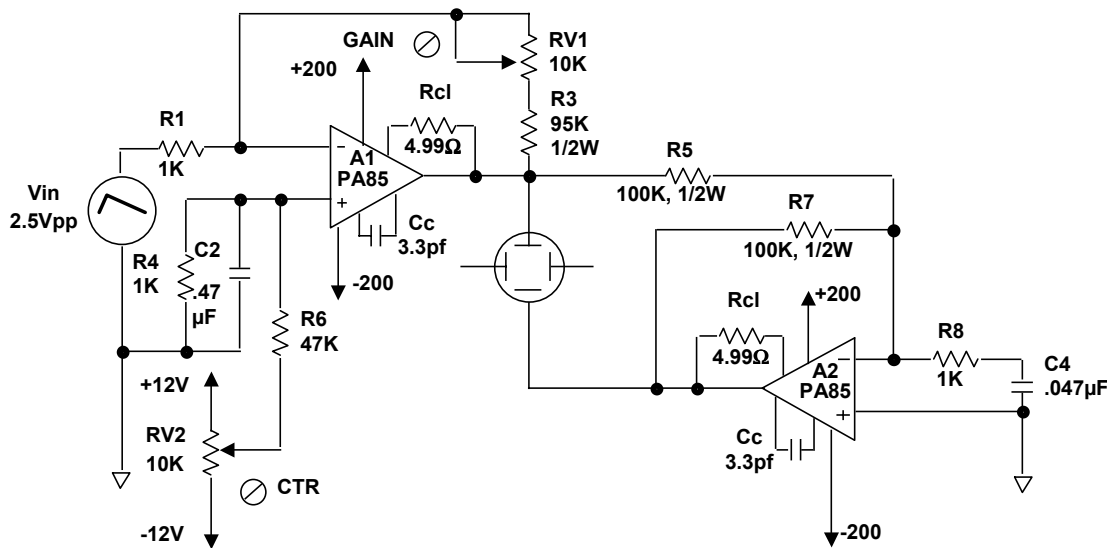 GAIN
RV1
10K
+200
Rcl
R3
95K
1/2W
R1
4.99Ω
1K
−
A1
PA85
+
R5
100K, 1/2W
Vin
2.5Vpp
R7
100K, 1/2W
Cc
3.3pf
R4
1K
C2
.47
µF
-200
R6
47K
Rcl
+200
4.99Ω
R8
1K
C4
.047µF
−
A2
PA85
+
+12V
RV2
10K
Cc
3.3pf
CTR
-12V
-200